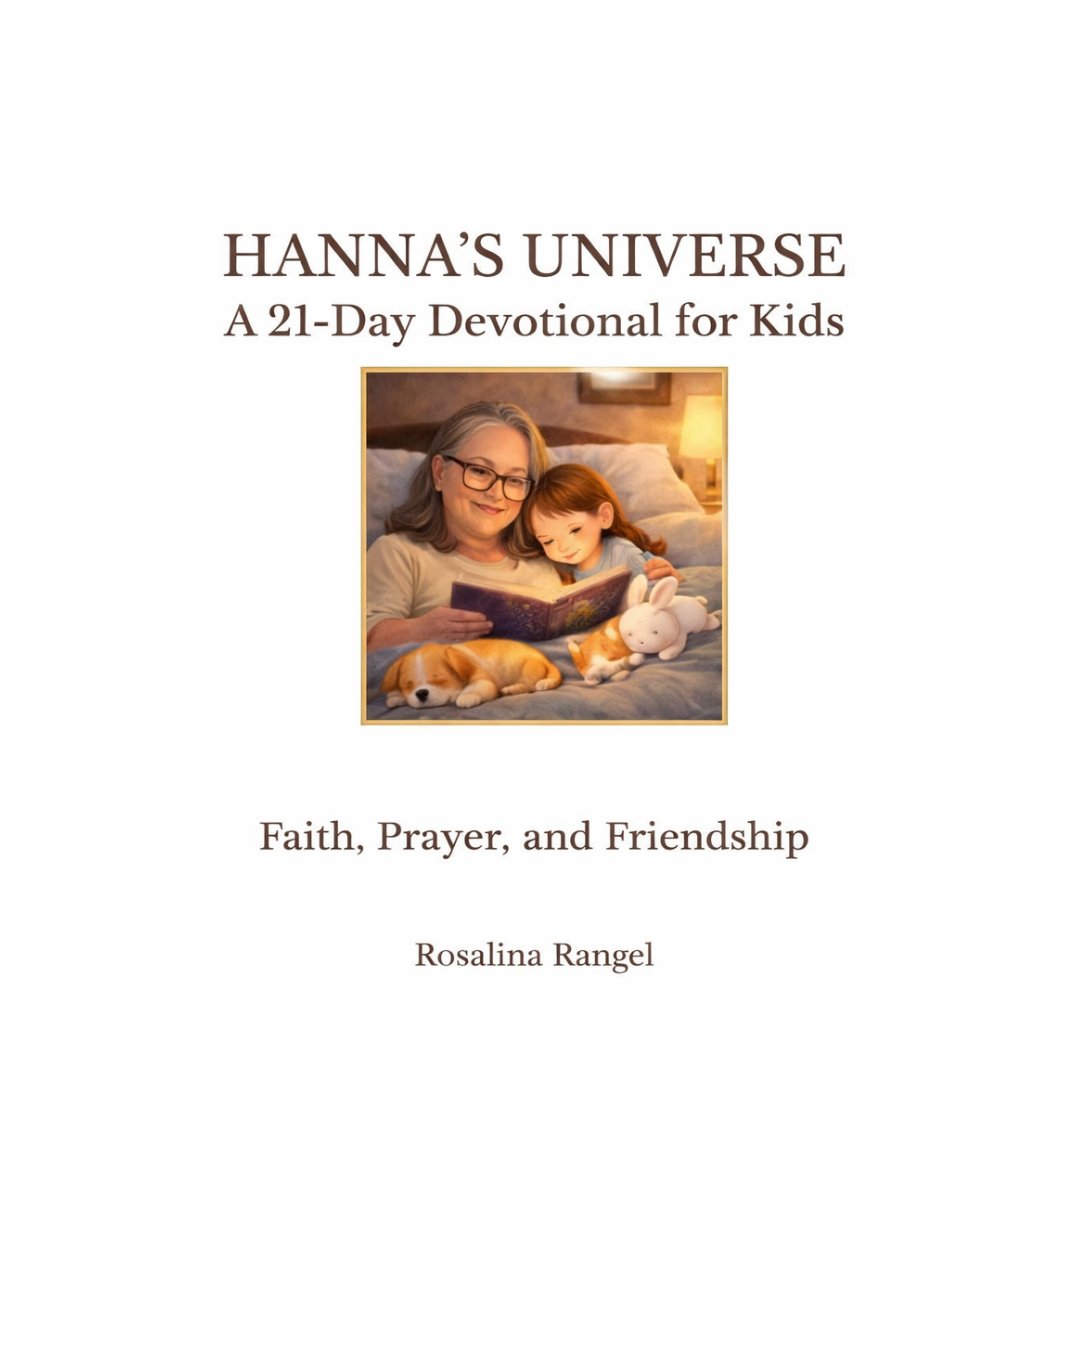 HANNA’S UNIVERSE
A 21-Day Devotional for Kids
Faith, Prayer, and Friendship
Rosalina Rangel